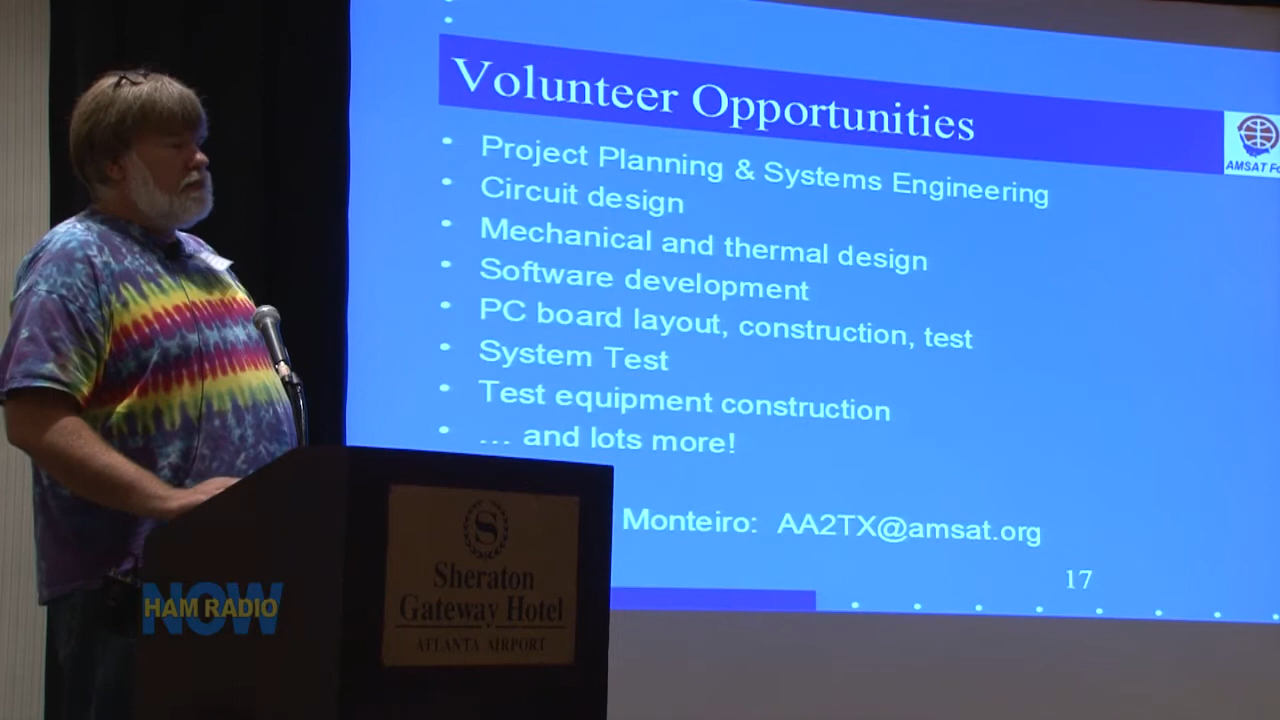 Volunteer Opportunities
AMSAT
• Project Planning & Systems Engineering
• Circuit design
• Mechanical and thermal design
• Software development
• PC board layout, construction, test
• System Test
• Test equipment construction
• … and lots more!
Monteiro: AA2TX@amsat.org
17
S
Sheraton
Gateway Hotel
ATLANTA AIRPORT
NOW
HAM RADIO